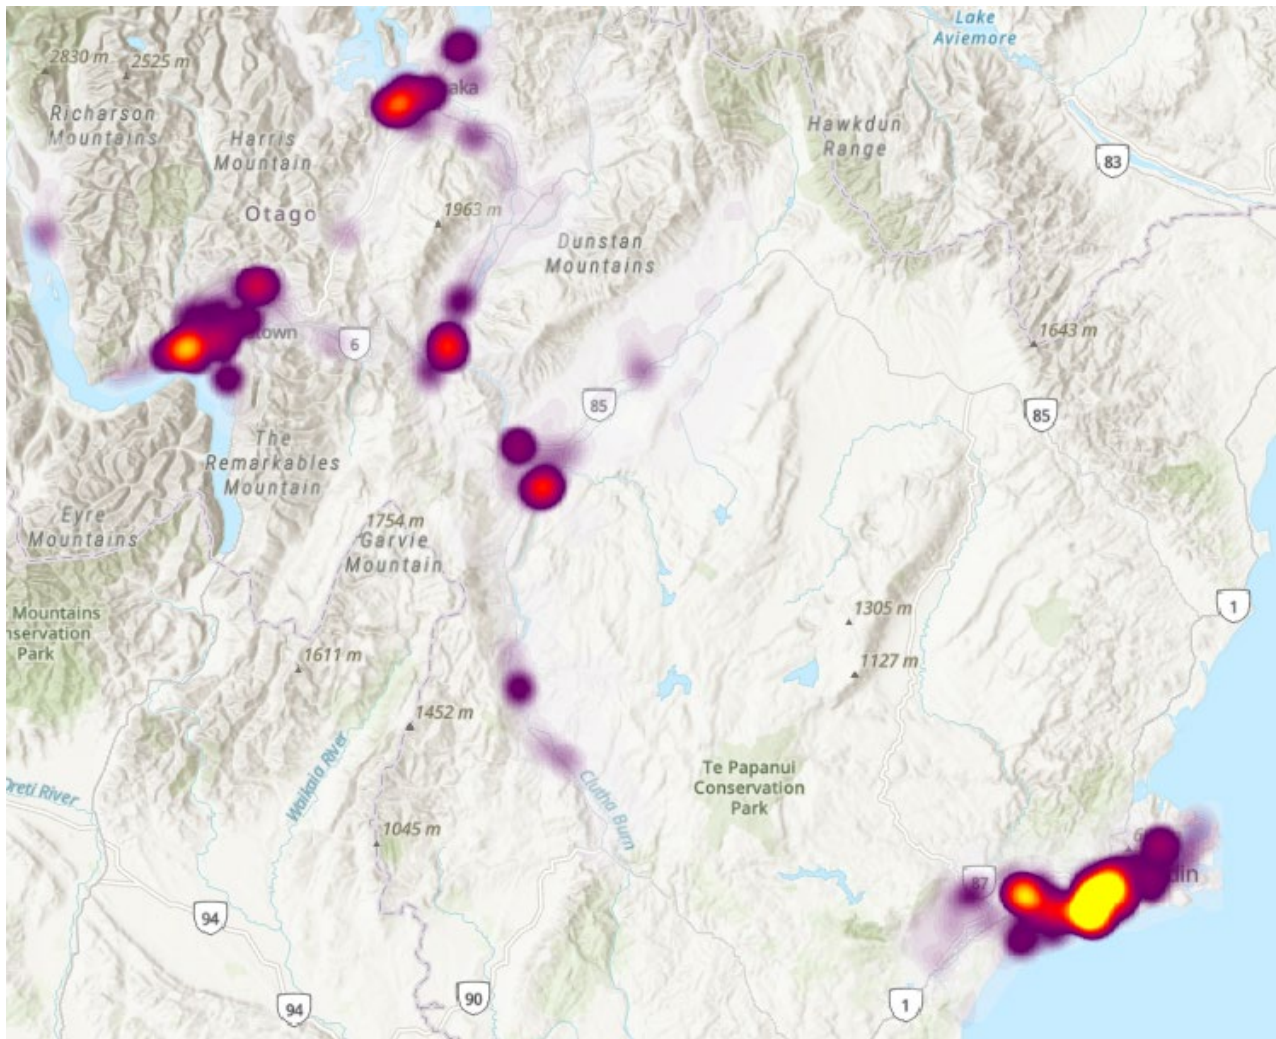 Lake
Aviemore
2830 m
2525 m
aka
Richarson
Mountains
Harris
Mountain
Hawkdun
Range
83
Otago
1963 m
Dunstan
Mountains
town
6
1643 m
85
85
The
Remarkables
Mountain
Eyre
Mountains
1754 m
Garvie
Mountain
Mountains
nservation
Park
1
1305 m
1611 m
1127 m
1452 m
Waikaia River
Te Papanui
Conservation
Park
Oreti River
Clutha Burn
1045 m
87
din
94
94
90
1